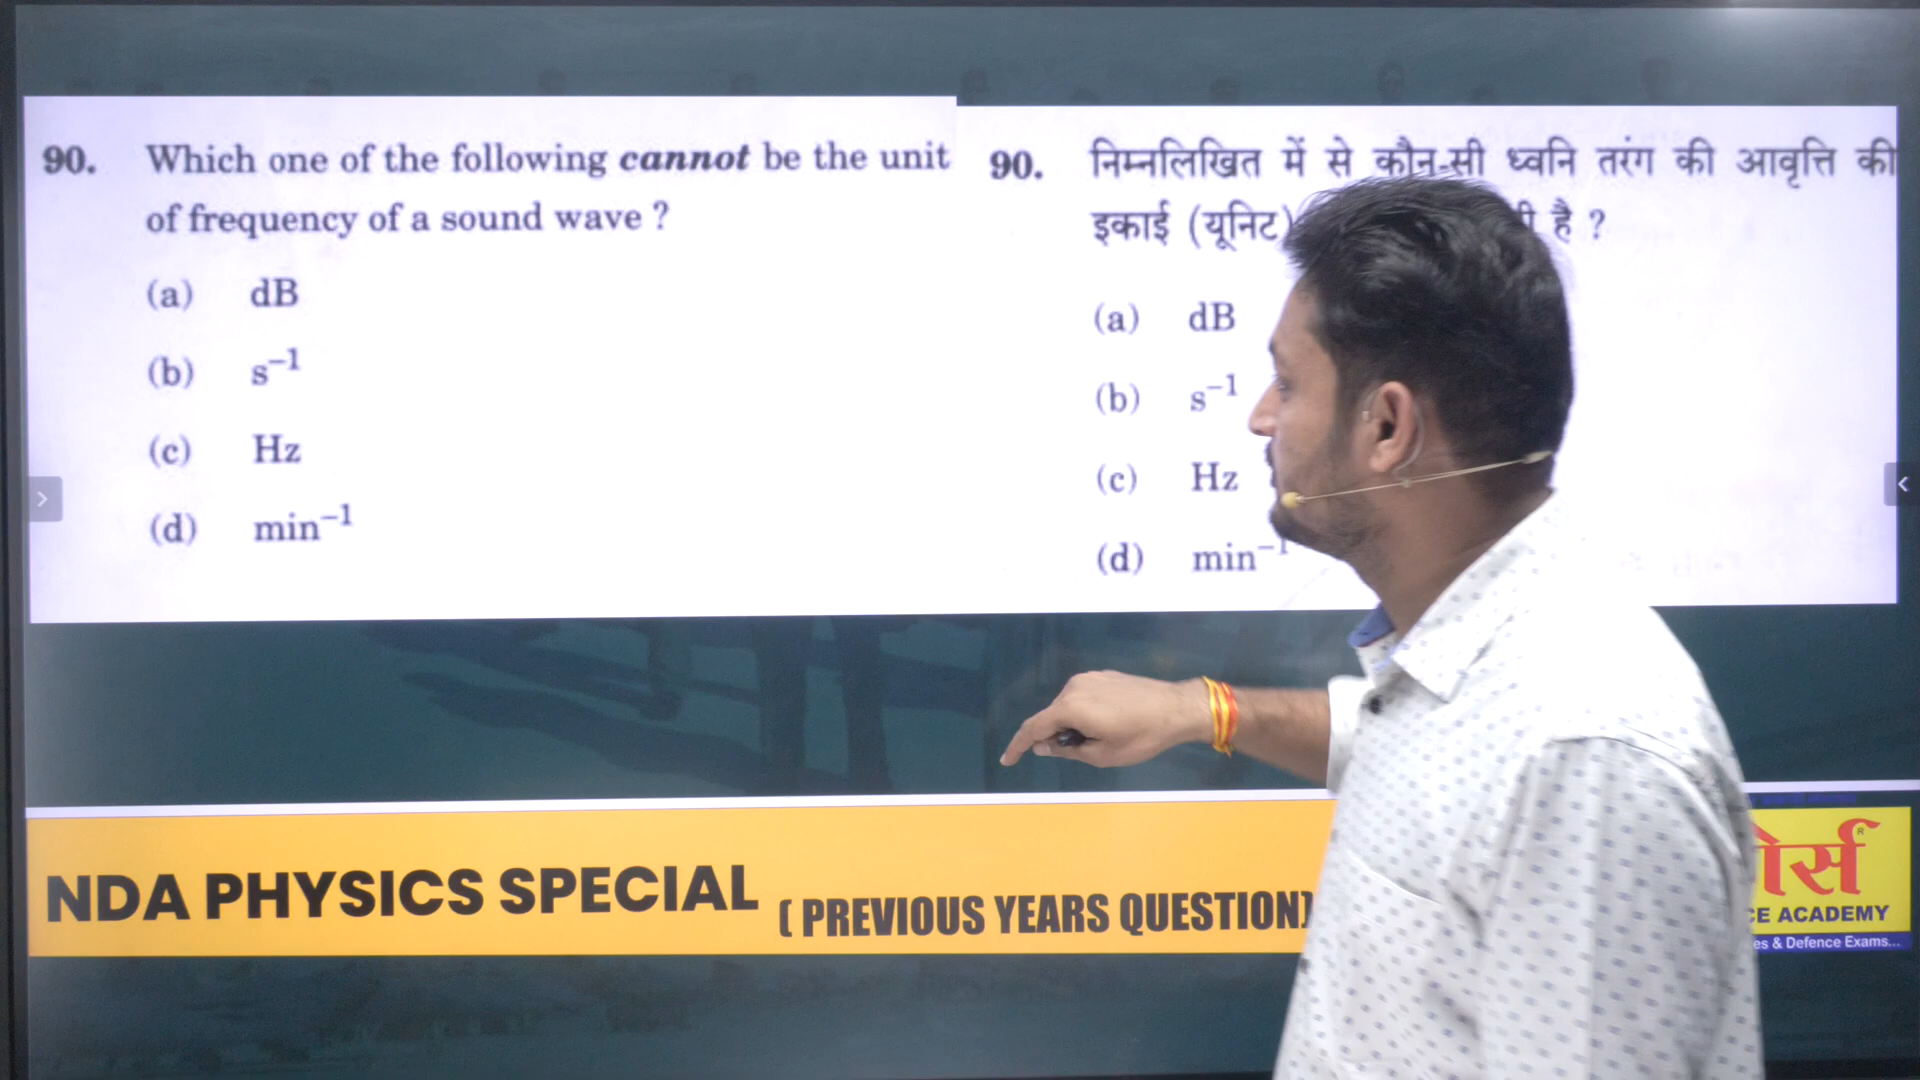 90. Which one of the following cannot be the unit
of frequency of a sound wave ?
(a) dB
(b) s⁻¹
(c) Hz
(d) min⁻¹
90. निम्नलिखित में से कौन-सी ध्वनि तरंग की आवृत्ति की
इकाई (यूनिट) है ?
(a) dB
(b) s⁻¹
(c) Hz
(d) min⁻¹
NDA PHYSICS SPECIAL ( PREVIOUS YEARS QUESTION)
ACADEMY
& Defence Exams...